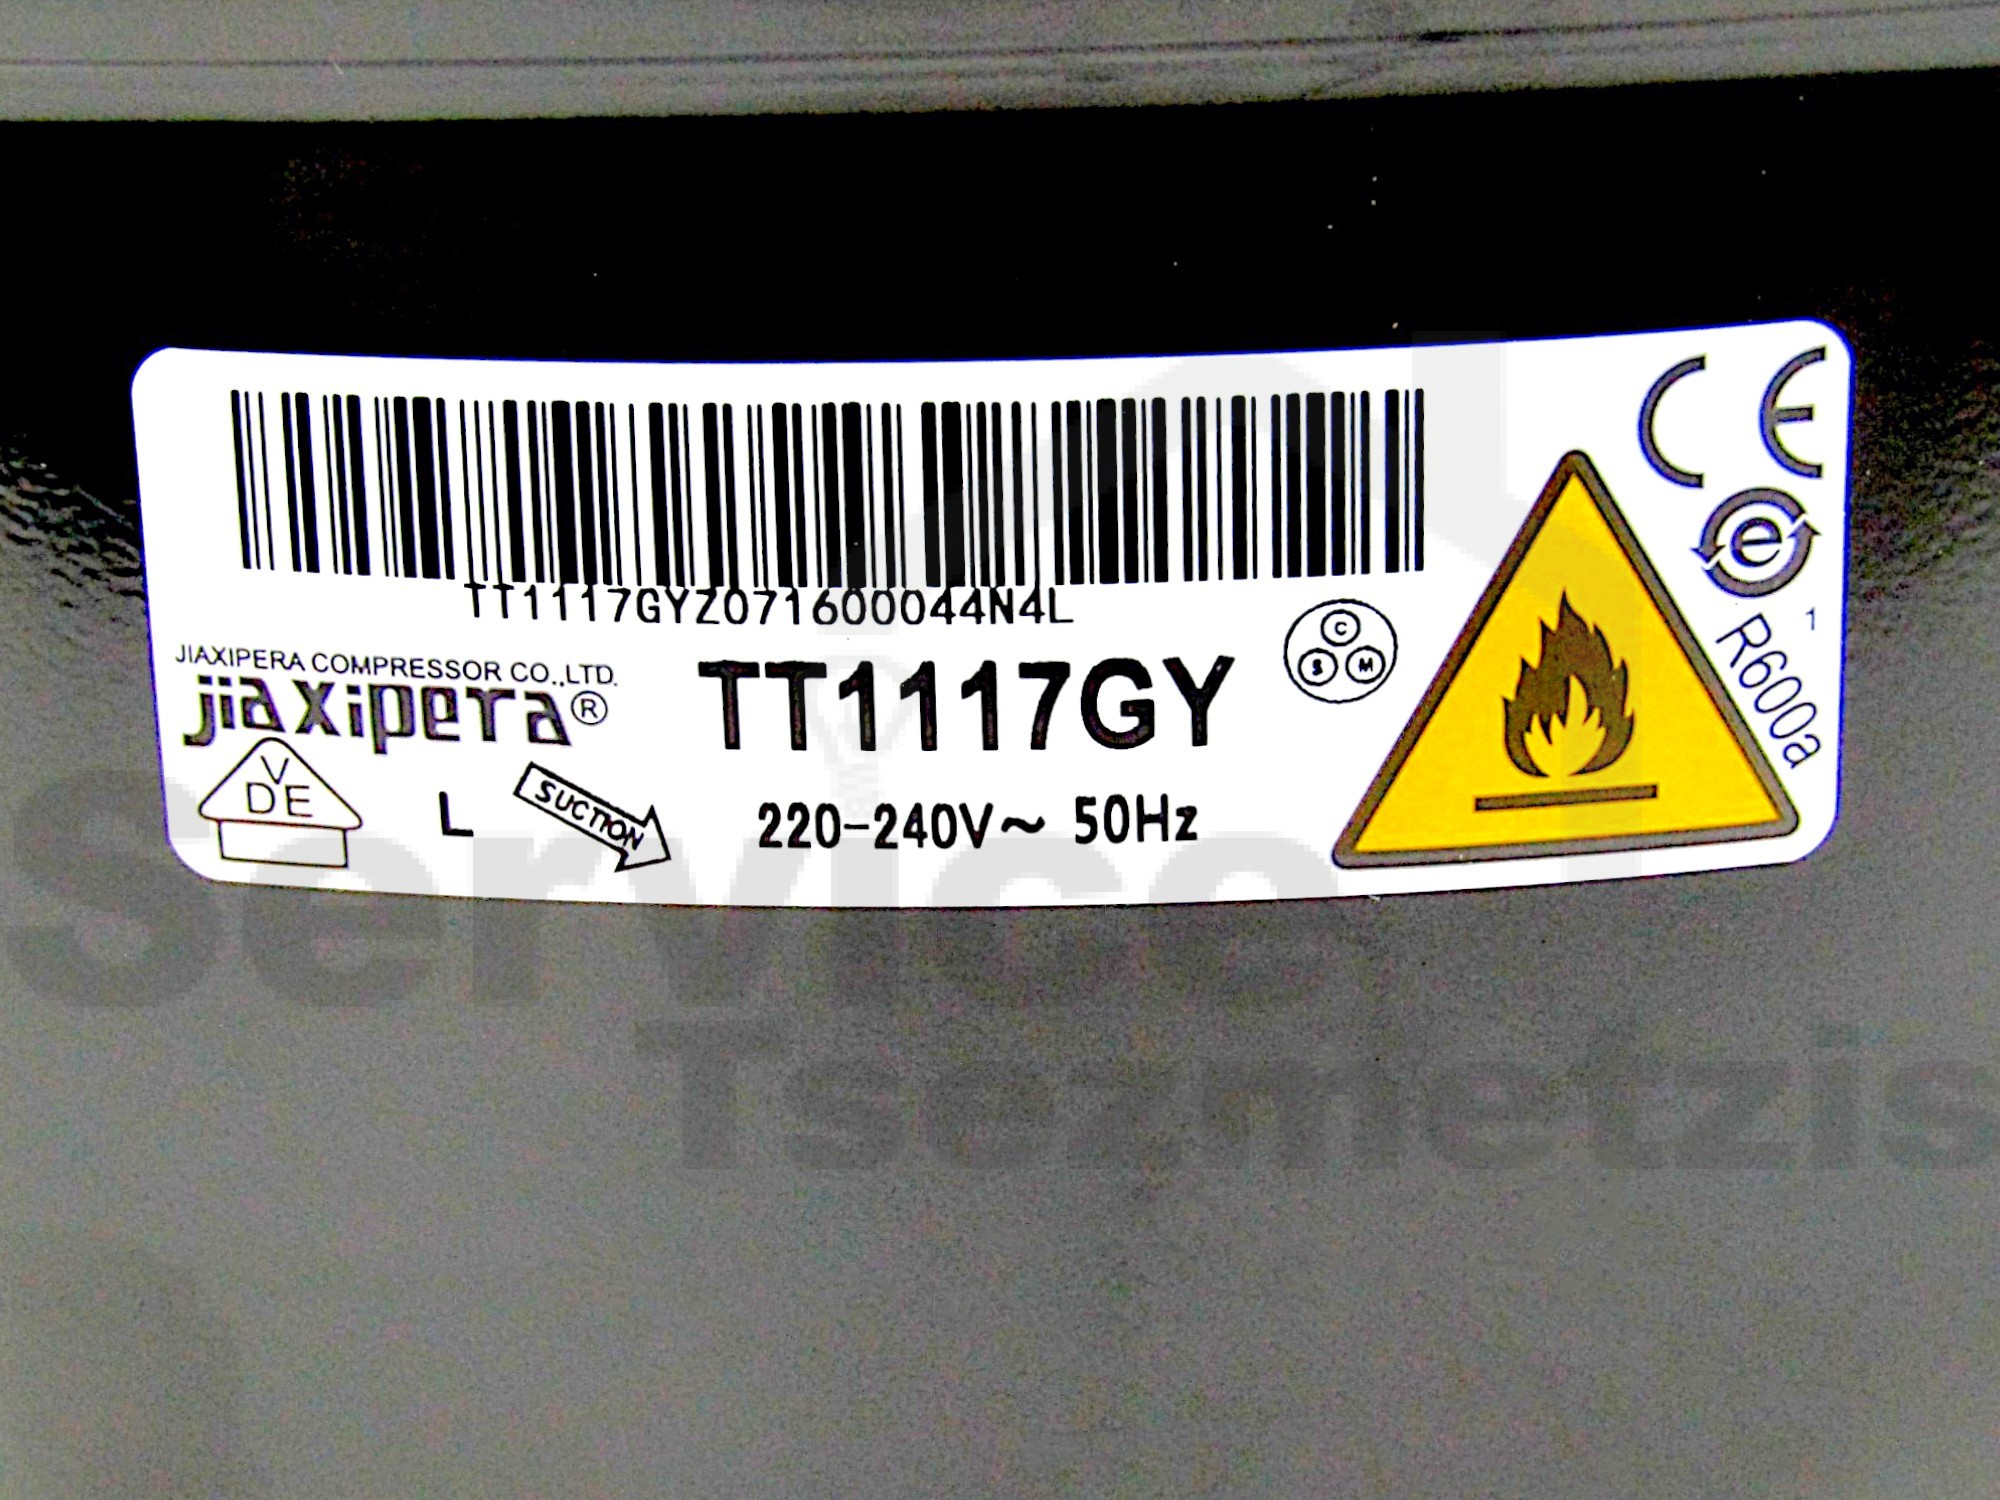 CE
e
TT1117GYZ071600044N4L
1
R600a
JIAXIPERA COMPRESSOR CO.,LTD.
jiaxipera®
TT1117GY
C
S M
VDE
L
SUCTION
220-240V~ 50Hz
Service
Tsezmetzis